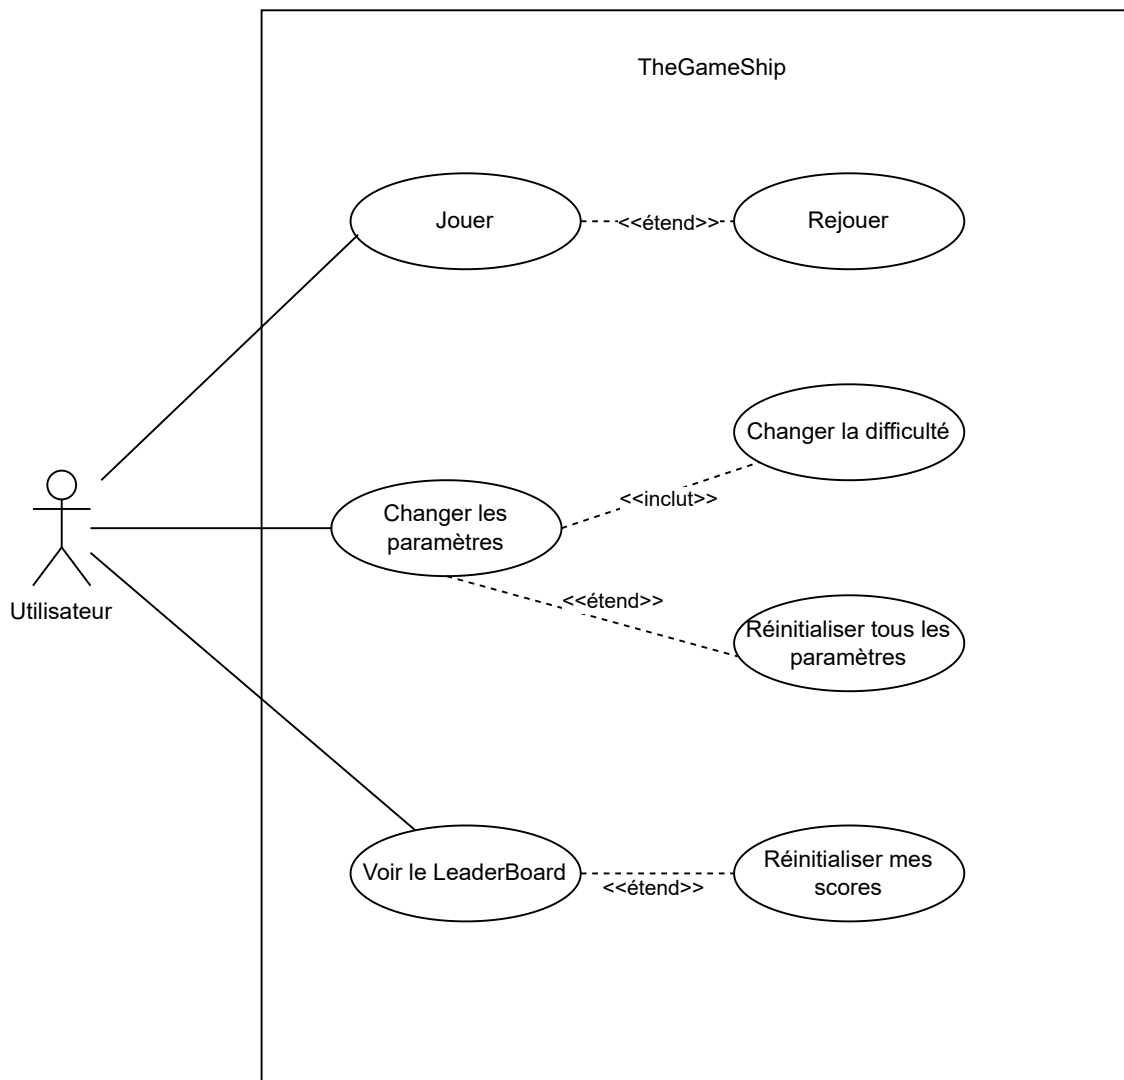 TheGameShip
Jouer
<<étend>>
Rejouer
Changer la difficulté
<<inclut>>
Changer les
paramètres
<<étend>>
Réinitialiser tous les
paramètres
Utilisateur
Voir le LeaderBoard
<<étend>>
Réinitialiser mes
scores